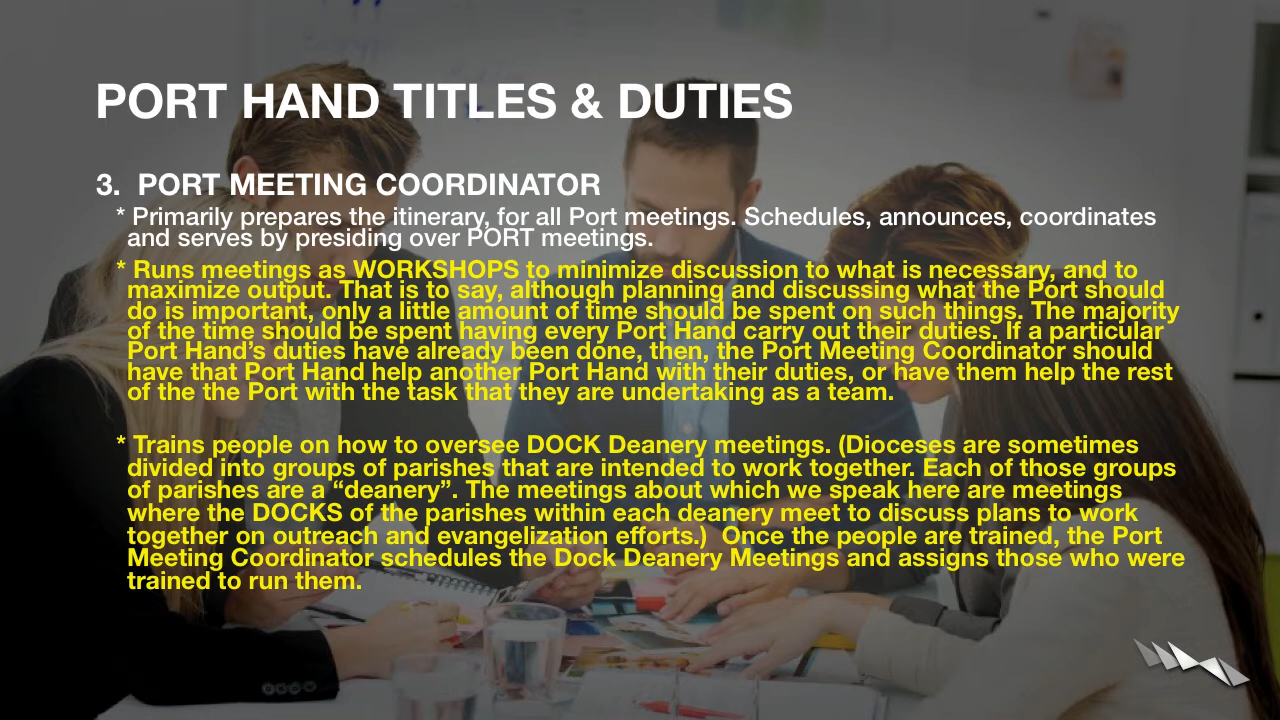 PORT HAND TITLES & DUTIES
3. PORT MEETING COORDINATOR
* Primarily prepares the itinerary, for all Port meetings. Schedules, announces, coordinates
and serves by presiding over PORT meetings.
* Runs meetings as WORKSHOPS to minimize discussion to what is necessary, and to
maximize output. That is to say, although planning and discussing what the Port should
do is important, only a little amount of time should be spent on such things. The majority
of the time should be spent having every Port Hand carry out their duties. If a particular
Port Hand’s duties have already been done, then, the Port Meeting Coordinator should
have that Port Hand help another Port Hand with their duties, or have them help the rest
of the the Port with the task that they are undertaking as a team.
* Trains people on how to oversee DOCK Deanery meetings. (Dioceses are sometimes
divided into groups of parishes that are intended to work together. Each of those groups
of parishes are a “deanery”. The meetings about which we speak here are meetings
where the DOCKS of the parishes within each deanery meet to discuss plans to work
together on outreach and evangelization efforts.)  Once the people are trained, the Port
Meeting Coordinator schedules the Dock Deanery Meetings and assigns those who were
trained to run them.